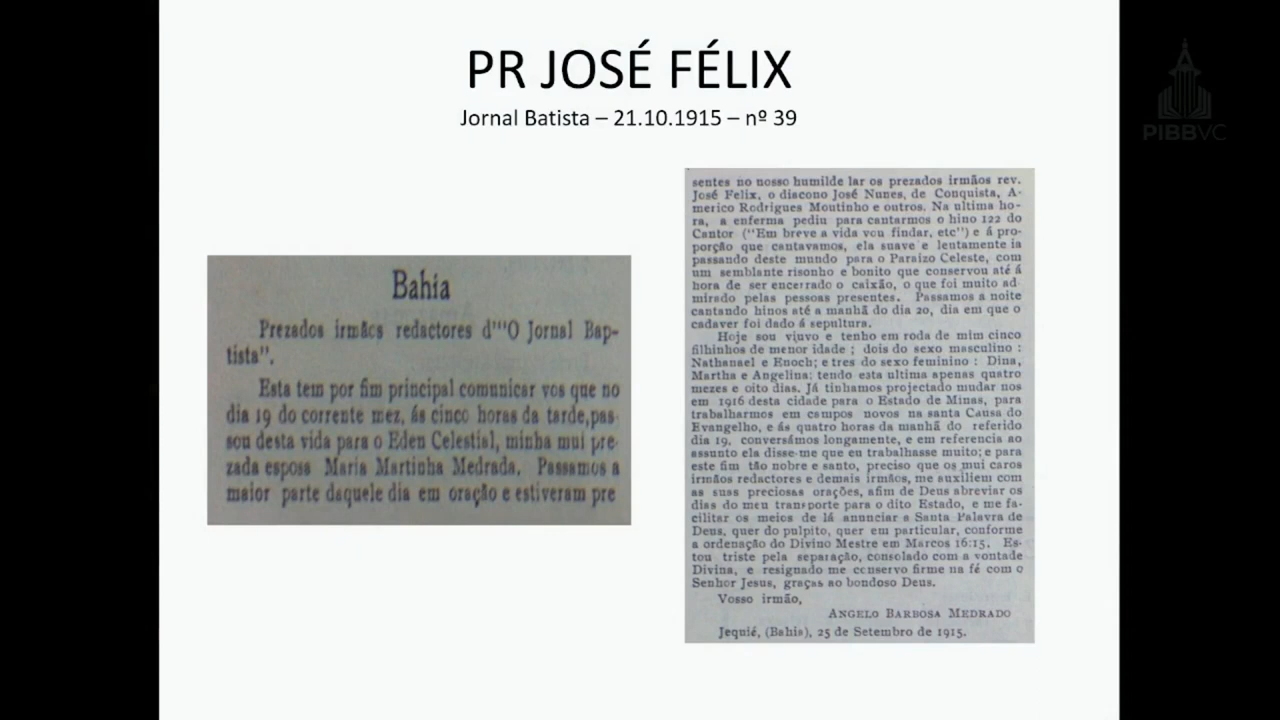 PR JOSÉ FÉLIX
Jornal Batista – 21.10.1915 – nº 39
PIBBVC
Bahia
Prezados irmãcs redactores d'"'O Jornal Bap-
tista".
Esta tem por fim principal comunicar vos que no
dia 19 do corrente mez, ás cinco horas da tarde,pas-
sou desta vida para o Eden Celestial, minha mui pre-
zada esposa Maria Martinha Medrada. Passamos a
maior parte daquele dia em oração e estiveram pre
sentes no nosso humilde lar os prezados irmãos rev.
José Felix, o diacono José Nunes, de Conquista, A-
merico Rodrigues Moutinho e outros. Na ultima ho-
ra, a enferma pediu para cantarmos o hino 122 do
Cantor ("Em breve a vida vou findar, etc") e á pro-
porção que cantavamos, ela suave e lentamente ia
passando deste mundo para o Paraizo Celeste, com
um semblante risonho e bonito que conservou até á
hora de ser encerrado o caixão, o que foi muito ad-
mirado pelas pessoas presentes. Passamos a noite
cantando hinos até a manhã do dia 20, dia em que o
cadaver foi dado á sepultura.
Hoje sou viuvo e tenho em roda de mim cinco
filhinhos de menor idade ; dois do sexo masculino :
Nathanael e Enoch; e tres do sexo feminino : Dina,
Martha e Angelina; tendo esta ultima apenas quatro
mezes e oito dias. Já tinhamos projectado mudar nos
em 1916 desta cidade para o Estado de Minas, para
trabalharmos em campos novos na santa Causa do
Evangelho, e ás quatro horas da manhã do referido
dia 19, conversámos longamente, e em referencia ao
assunto ela disse-me que eu trabalhasse muito; e para
este fim tão nobre e santo, preciso que os mui caros
irmãos redactores e demais irmãos, me auxiliem com
as suas preciosas orações, afim de Deus abreviar os
dias do meu transporte para o dito Estado, e me fa-
cilitar os meios de lá annunciar a Santa Palavra de
Deus, quer do pulpito, quer em particular, conforme
a ordenação do Divino Mestre em Marcos 16:15. Es-
tou triste pela separação, consolado com a vontade
Divina, e resignado me conservo firme na fé com o
Senhor Jesus, graças ao bondoso Deus.
Vosso irmão,
ANGELO BARBOSA MEDRADO
Jequié, (Bahia), 25 de Setembro de 1915.